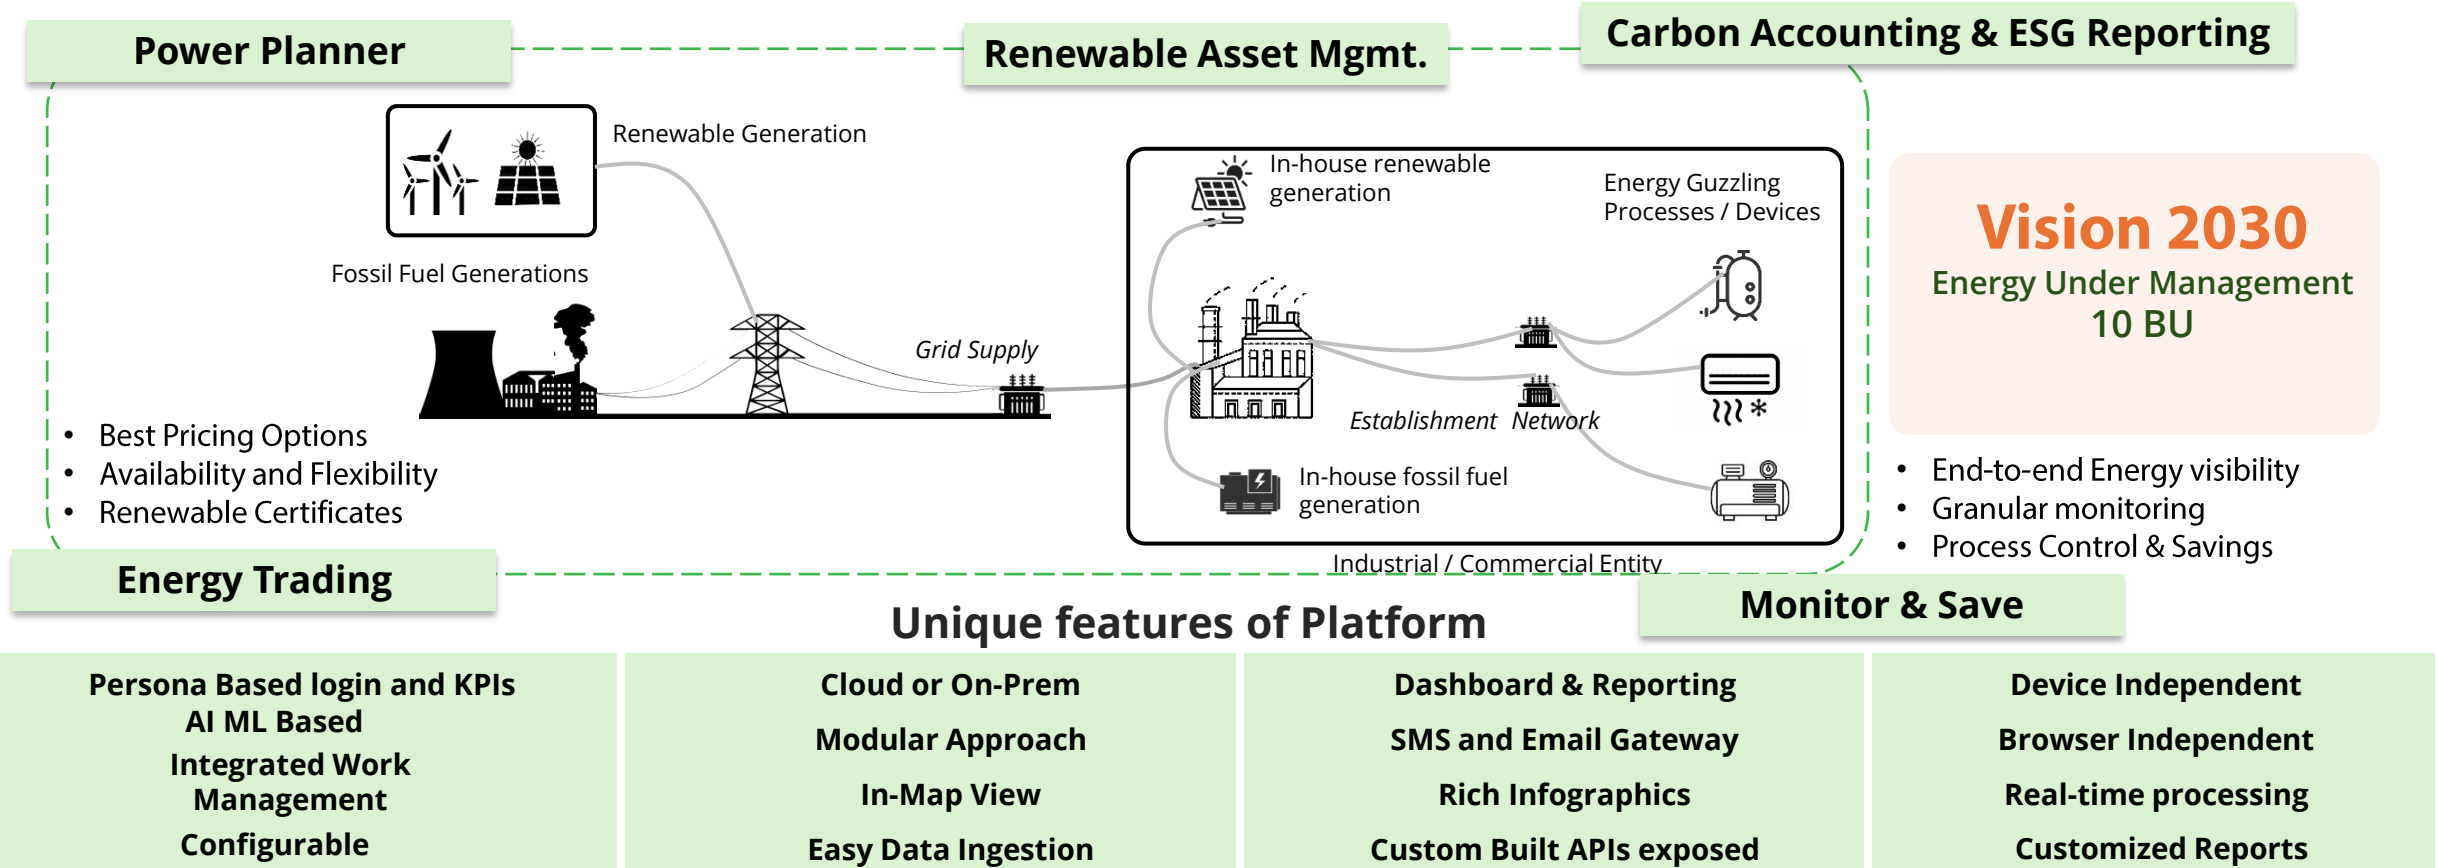 Power Planner
Renewable Asset Mgmt.
Carbon Accounting & ESG Reporting
Renewable Generation
Fossil Fuel Generations
Grid Supply
In-house renewable
generation
Energy Guzzling
Processes / Devices
Establishment Network
In-house fossil fuel
generation
Industrial / Commercial Entity
• Best Pricing Options
• Availability and Flexibility
• Renewable Certificates
Vision 2030
Energy Under Management
10 BU
• End-to-end Energy visibility
• Granular monitoring
• Process Control & Savings
Energy Trading
Monitor & Save
Unique features of Platform
Persona Based login and KPIs
AI ML Based
Integrated Work
Management
Configurable
Cloud or On-Prem
Modular Approach
In-Map View
Easy Data Ingestion
Dashboard & Reporting
SMS and Email Gateway
Rich Infographics
Custom Built APIs exposed
Device Independent
Browser Independent
Real-time processing
Customized Reports